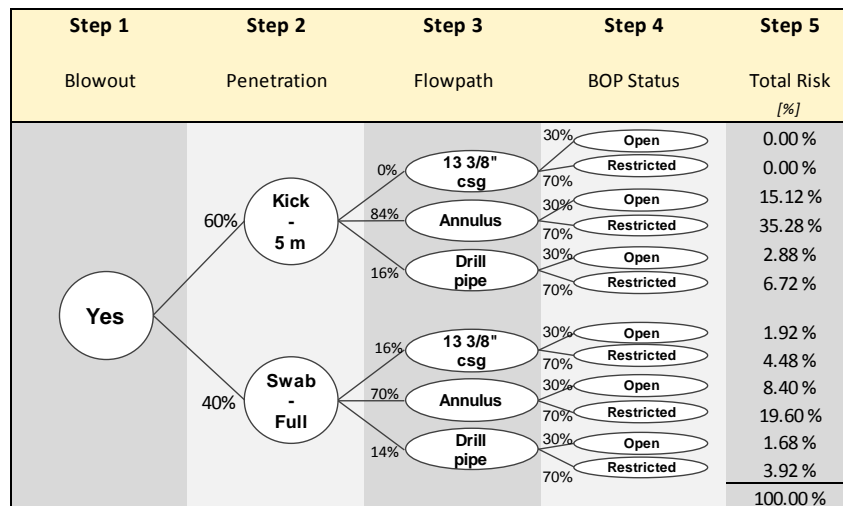 Step 1 Step 2 Step 3 Step 4 Step 5
Blowout Penetration Flowpath BOP Status Total Risk
[%]
30% Open 0.00 %
0% 13 3/8"
csg
70% Restricted 0.00 %
Kick
-
5 m
60%
84% Annulus
30% Open 15.12 %
70% Restricted 35.28 %
16% Drill
pipe
30% Open 2.88 %
70% Restricted 6.72 %
Yes
16% 13 3/8"
csg
30% Open 1.92 %
70% Restricted 4.48 %
40%
Swab
-
Full
70% Annulus
30% Open 8.40 %
70% Restricted 19.60 %
14% Drill
pipe
30% Open 1.68 %
70% Restricted 3.92 %
100.00 %